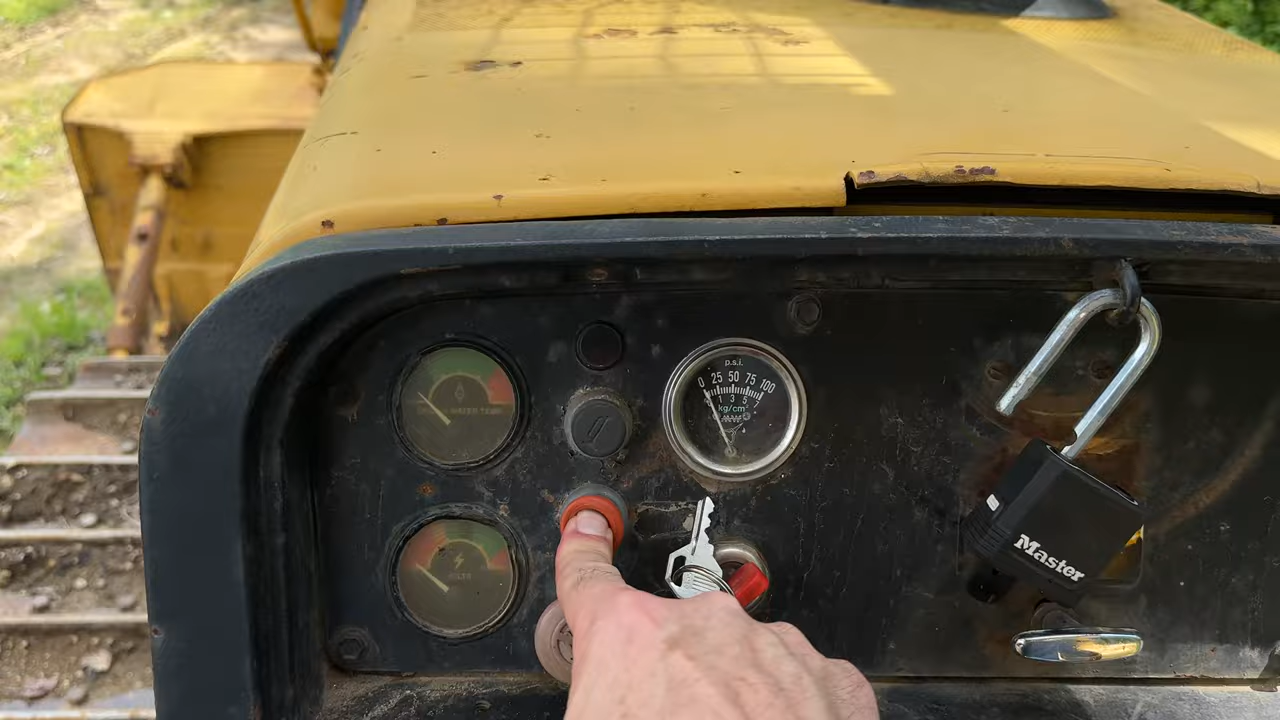 p.s.i.
0 25 50 75 100
1 3 5
kg/cm²
WATER TEMP
VOLTS
Master